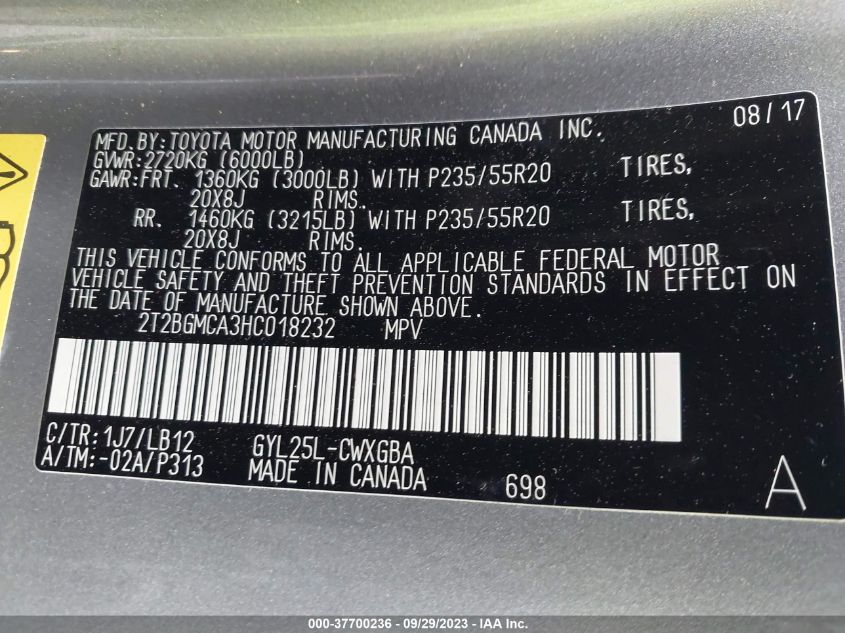 08/17
MFD.BY:TOYOTA MOTOR MANUFACTURING CANADA INC.
GVWR:2720KG (6000LB)
GAWR:FRT. 1360KG (3000LB) WITH P235/55R20 TIRES,
20X8J RIMS.
RR. 1460KG (3215LB) WITH P235/55R20 TIRES,
20X8J RIMS.
THIS VEHICLE CONFORMS TO ALL APPLICABLE FEDERAL MOTOR
VEHICLE SAFETY AND THEFT PREVENTION STANDARDS IN EFFECT ON
THE DATE OF MANUFACTURE SHOWN ABOVE.
2T2BGMCA3HC018232 MPV
C/TR:1J7/LB12 GYL25L-CWXGBA
A/TM:-02A/P313 MADE IN CANADA 698 A
000-37700236 - 09/29/2023 - IAA Inc.